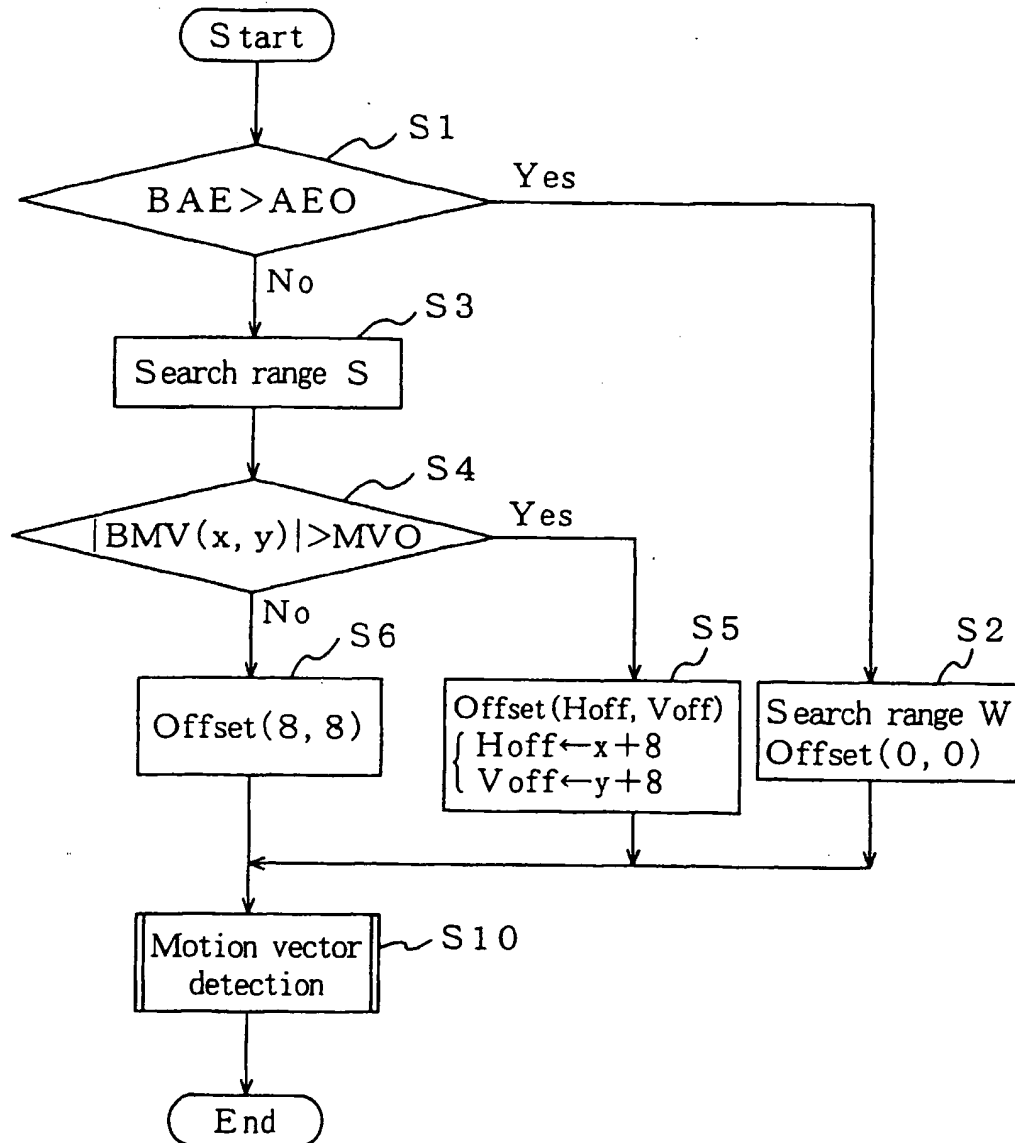 Start
S1
BAE>AEO
Yes
No
S3
Search range S
S4
|BMV(x, y)|>MVO
Yes
No
S6
Offset(8, 8)
S5
Offset(Hoff, Voff)
{ Hoff←x+8
Voff←y+8
S2
Search range W
Offset(0, 0)
S10
Motion vector
detection
End